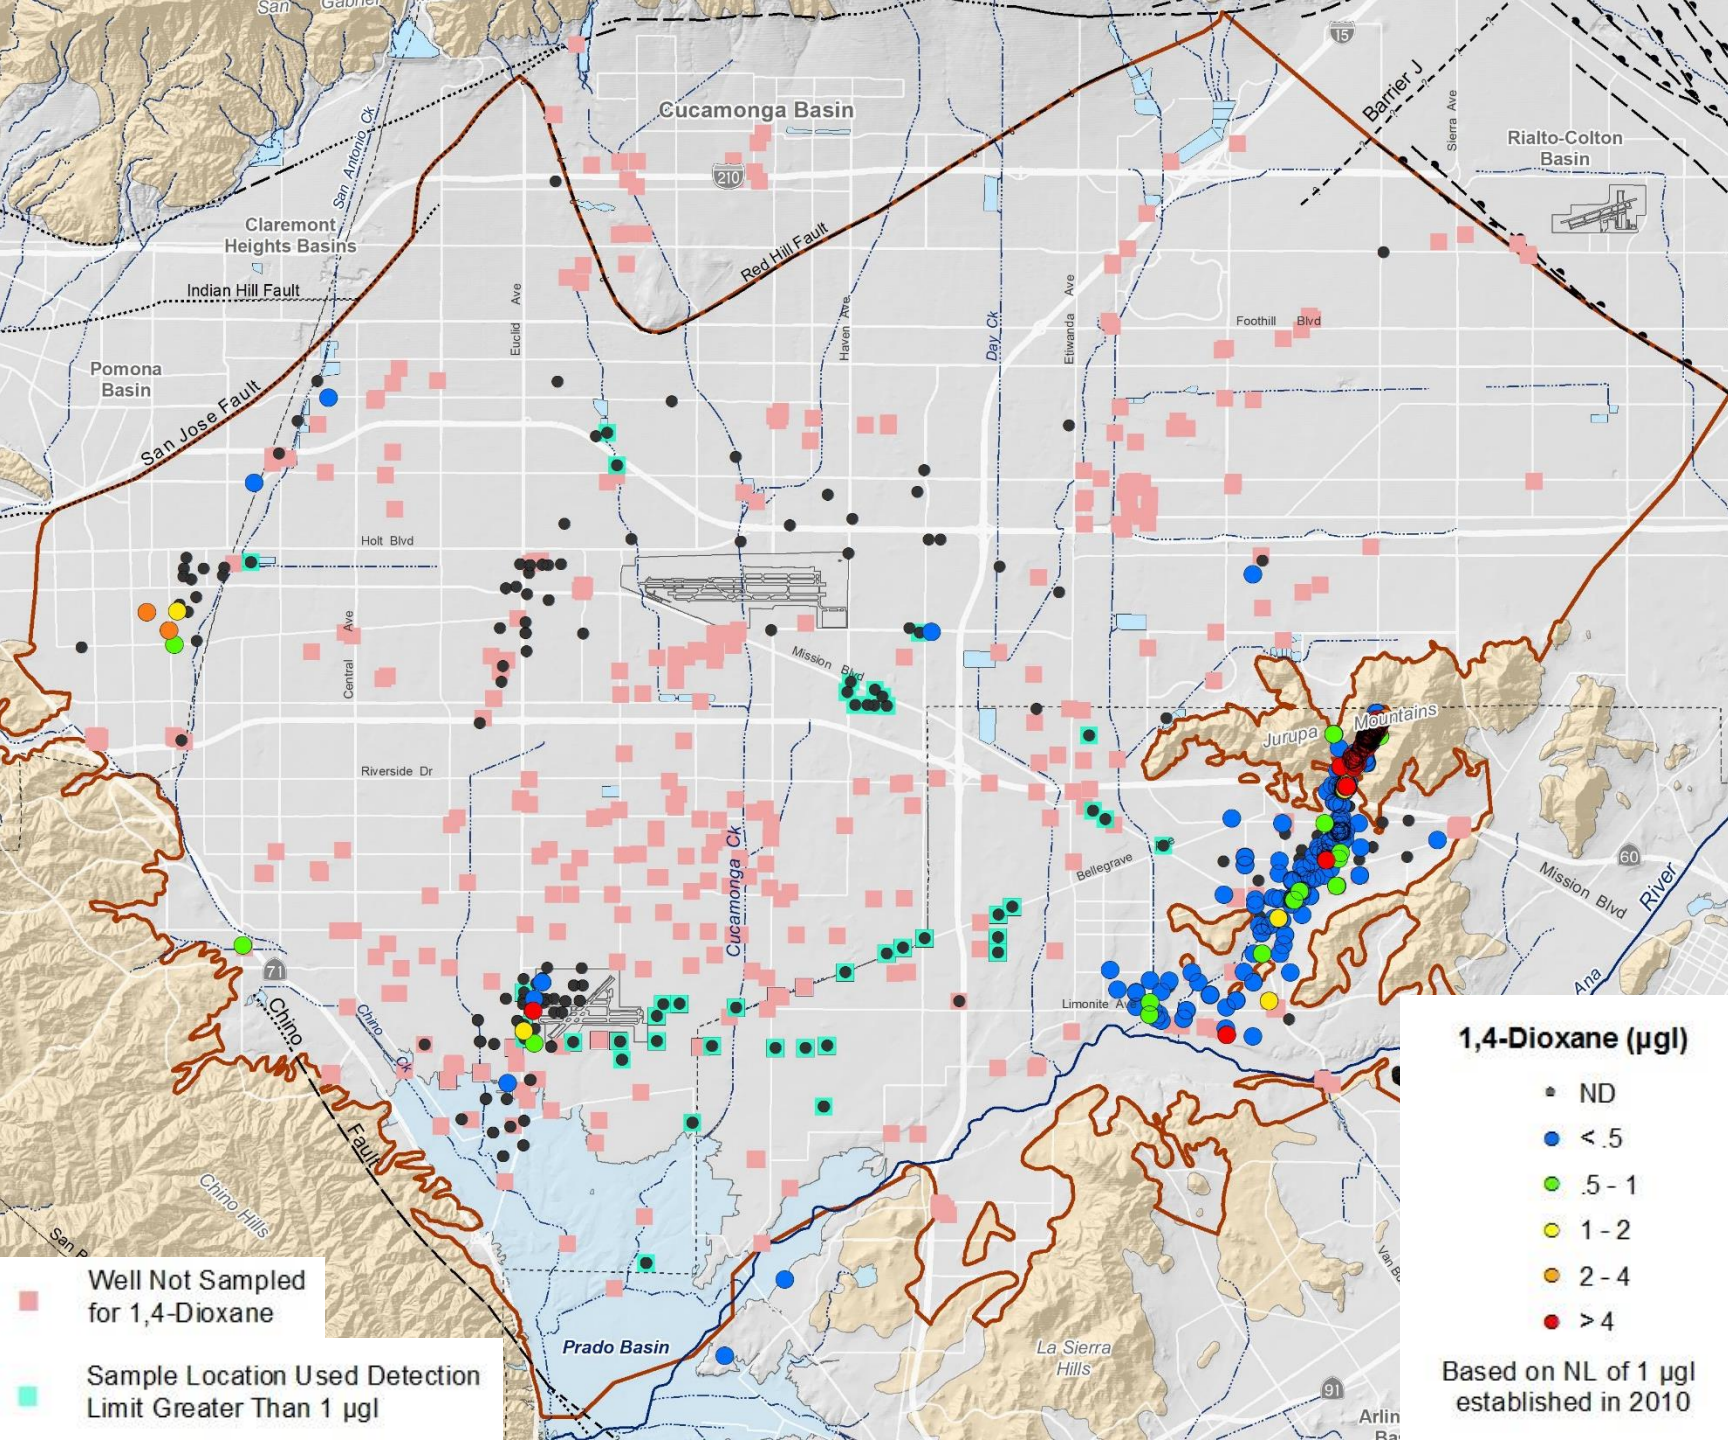 San Gabriel
15
Barrier J
Sierra Ave
Cucamonga Basin
Rialto-Colton
Basin
San Antonio Ck
210
Claremont
Heights Basins
Red Hill Fault
Indian Hill Fault
Euclid Ave
Haven Ave
Day Ck
Etiwanda Ave
Foothill Blvd
Pomona
Basin
San Jose Fault
Holt Blvd
Central Ave
Mission Blvd
Jurupa Mountains
Riverside Dr
Cucamonga Ck
Bellegrave
60
Mission Blvd
River
Ana
71
Chino
Fault
Chino Ck
Limonite Ave
Chino Hills
San
Prado Basin
La Sierra
Hills
91
Van Bu
Arlin
Ba
1,4-Dioxane (µgl)
ND
< .5
.5 - 1
1 - 2
2 - 4
> 4
Based on NL of 1 µgl
established in 2010
Well Not Sampled
for 1,4-Dioxane
Sample Location Used Detection
Limit Greater Than 1 µgl